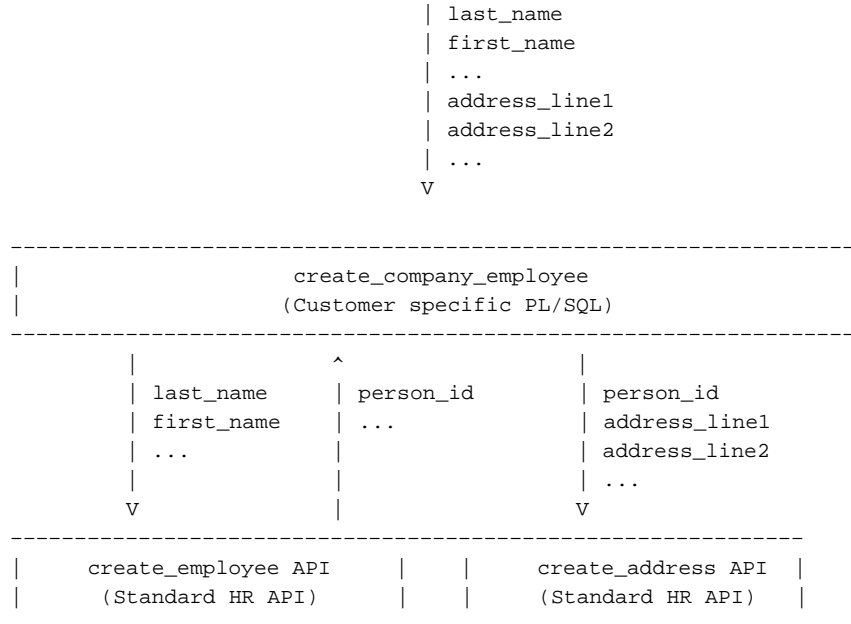 | last_name
| first_name
| ...
| address_line1
| address_line2
| ...
V
-----------------------------------------------------------------
| create_company_employee
| (Customer specific PL/SQL)
-----------------------------------------------------------------
| ^ |
| last_name | person_id | person_id
| first_name | ... | address_line1
| ... | | address_line2
| | | ...
V | V
-------------------------------------------------------------
| create_employee API | | create_address API |
| (Standard HR API) | | (Standard HR API) |